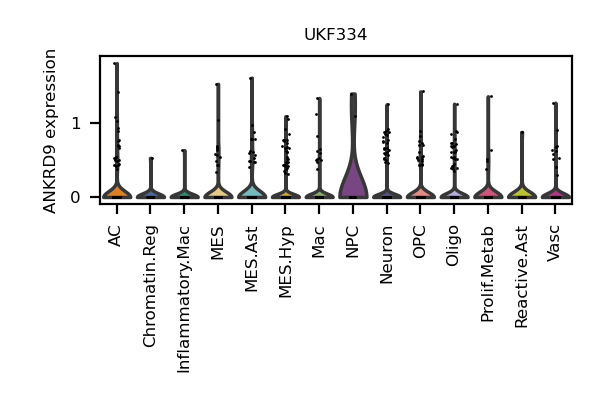 UKF334
ANKRD9 expression
1
0
AC
Chromatin.Reg
Inflammatory.Mac
MES
MES.Ast
MES.Hyp
Mac
NPC
Neuron
OPC
Oligo
Prolif.Metab
Reactive.Ast
Vasc